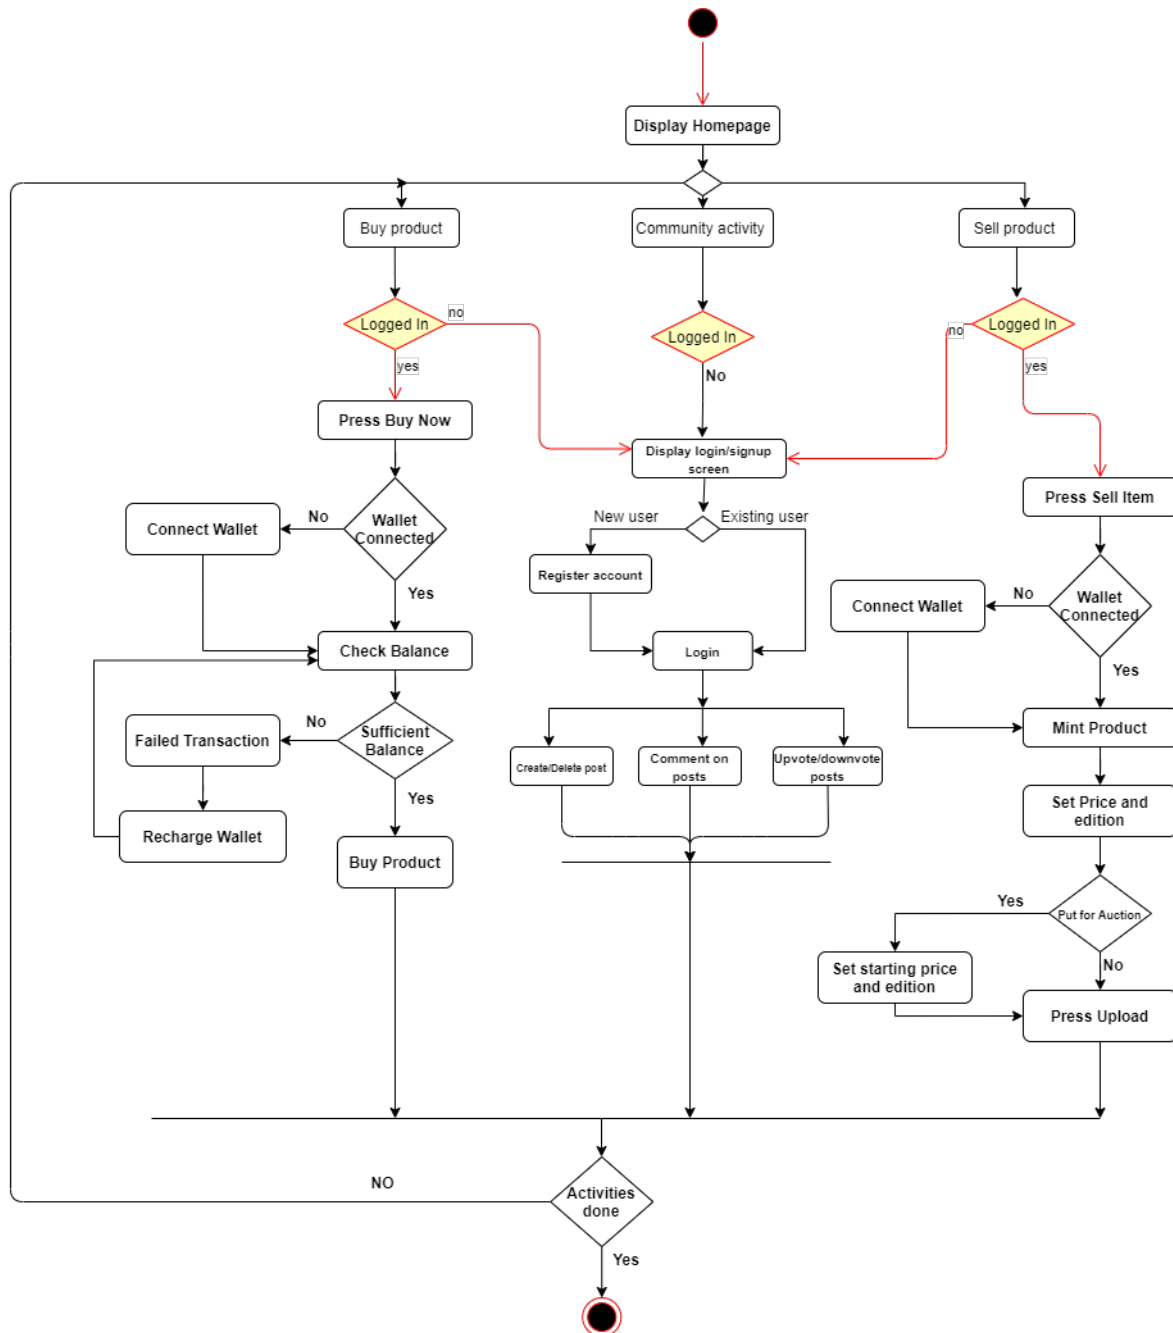 Display Homepage
Buy product
Community activity
Sell product
Logged In
no
yes
Logged In
No
Logged In
no
yes
Press Buy Now
Display login/signup
screen
Press Sell Item
Connect Wallet
No
Wallet
Connected
Yes
New user
Existing user
Register account
Connect Wallet
No
Wallet
Connected
Yes
Check Balance
Login
Failed Transaction
No
Sufficient
Balance
Yes
Mint Product
Create/Delete post
Comment on
posts
Upvote/downvote
posts
Set Price and
edition
Recharge Wallet
Buy Product
Yes
Put for Auction
No
Set starting price
and edition
Press Upload
NO
Activities
done
Yes